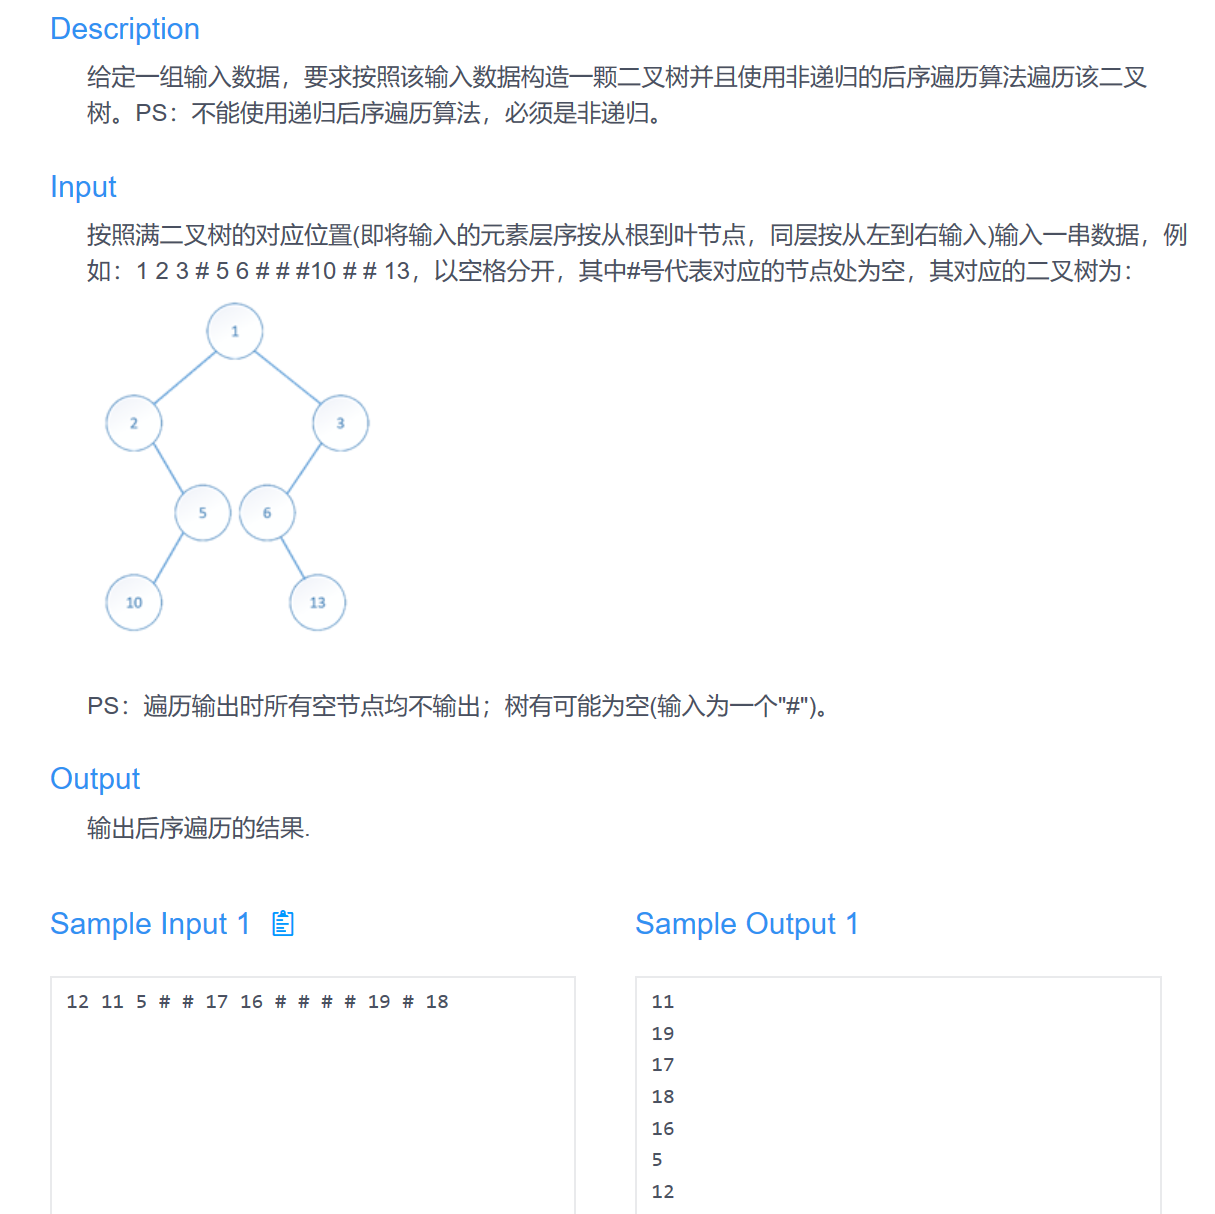 Description
给定一组输入数据，要求按照该输入数据构造一颗二叉树并且使用非递归的后序遍历算法遍历该二叉
树。PS：不能使用递归后序遍历算法，必须是非递归。
Input
按照满二叉树的对应位置(即将输入的元素层序按从根到叶节点，同层按从左到右输入)输入一串数据，例
如：1 2 3 # 5 6 # # #10 # # 13，以空格分开，其中#号代表对应的节点处为空，其对应的二叉树为：
1
2
3
5
6
10
13
PS：遍历输出时所有空节点均不输出；树有可能为空(输入为一个"#")。
Output
输出后序遍历的结果.
Sample Input 1
12 11 5 # # 17 16 # # # # 19 # 18
Sample Output 1
11
19
17
18
16
5
12